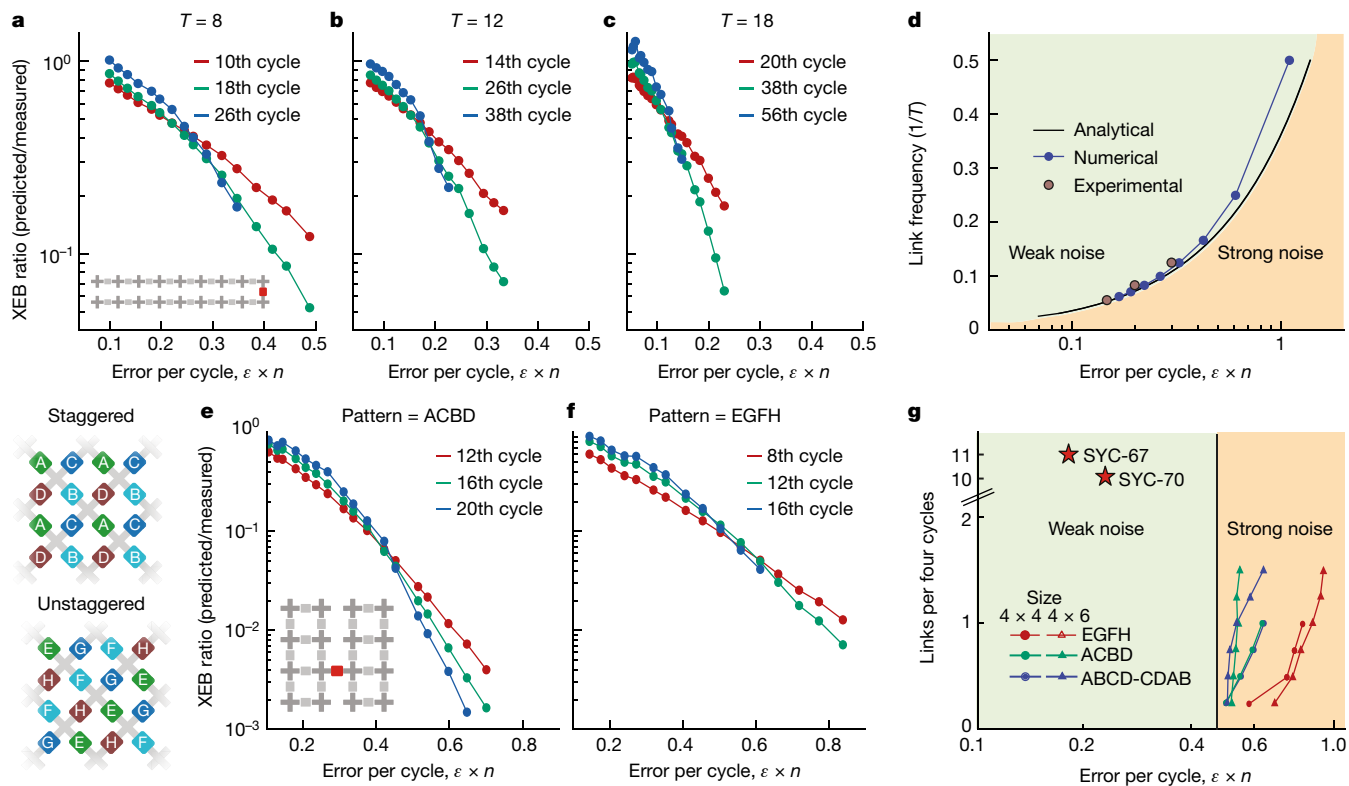 a
T = 8
10⁰
10⁻¹
XEB ratio (predicted/measured)
10th cycle
18th cycle
26th cycle
0.1 0.2 0.3 0.4 0.5
Error per cycle, ε × n
b
T = 12
14th cycle
26th cycle
38th cycle
0.1 0.2 0.3 0.4 0.5
Error per cycle, ε × n
c
T = 18
20th cycle
38th cycle
56th cycle
0.1 0.2 0.3 0.4 0.5
Error per cycle, ε × n
d
Link frequency (1/T)
0.5
0.4
0.3
0.2
0.10
0
Analytical
Numerical
Experimental
Weak noise
Strong noise
0.1 1
Error per cycle, ε × n
Staggered
A C A C
D B D B
A C A C
D B D B
Unstaggered
E G F H
H F G E
F H E G
G E H F
e
Pattern = ACBD
XEB ratio (predicted/measured)
10⁰
10⁻¹
10⁻²
10⁻³
12th cycle
16th cycle
20th cycle
0.2 0.4 0.6 0.8
Error per cycle, ε × n
f
Pattern = EGFH
8th cycle
12th cycle
16th cycle
0.2 0.4 0.6 0.8
Error per cycle, ε × n
g
Links per four cycles
11
10
2
1
0
SYC-67
SYC-70
Weak noise
Strong noise
Size
4 × 4 4 × 6
EGFH
ACBD
ABCD-CDAB
0.1 0.2 0.4 0.6 1.0
Error per cycle, ε × n